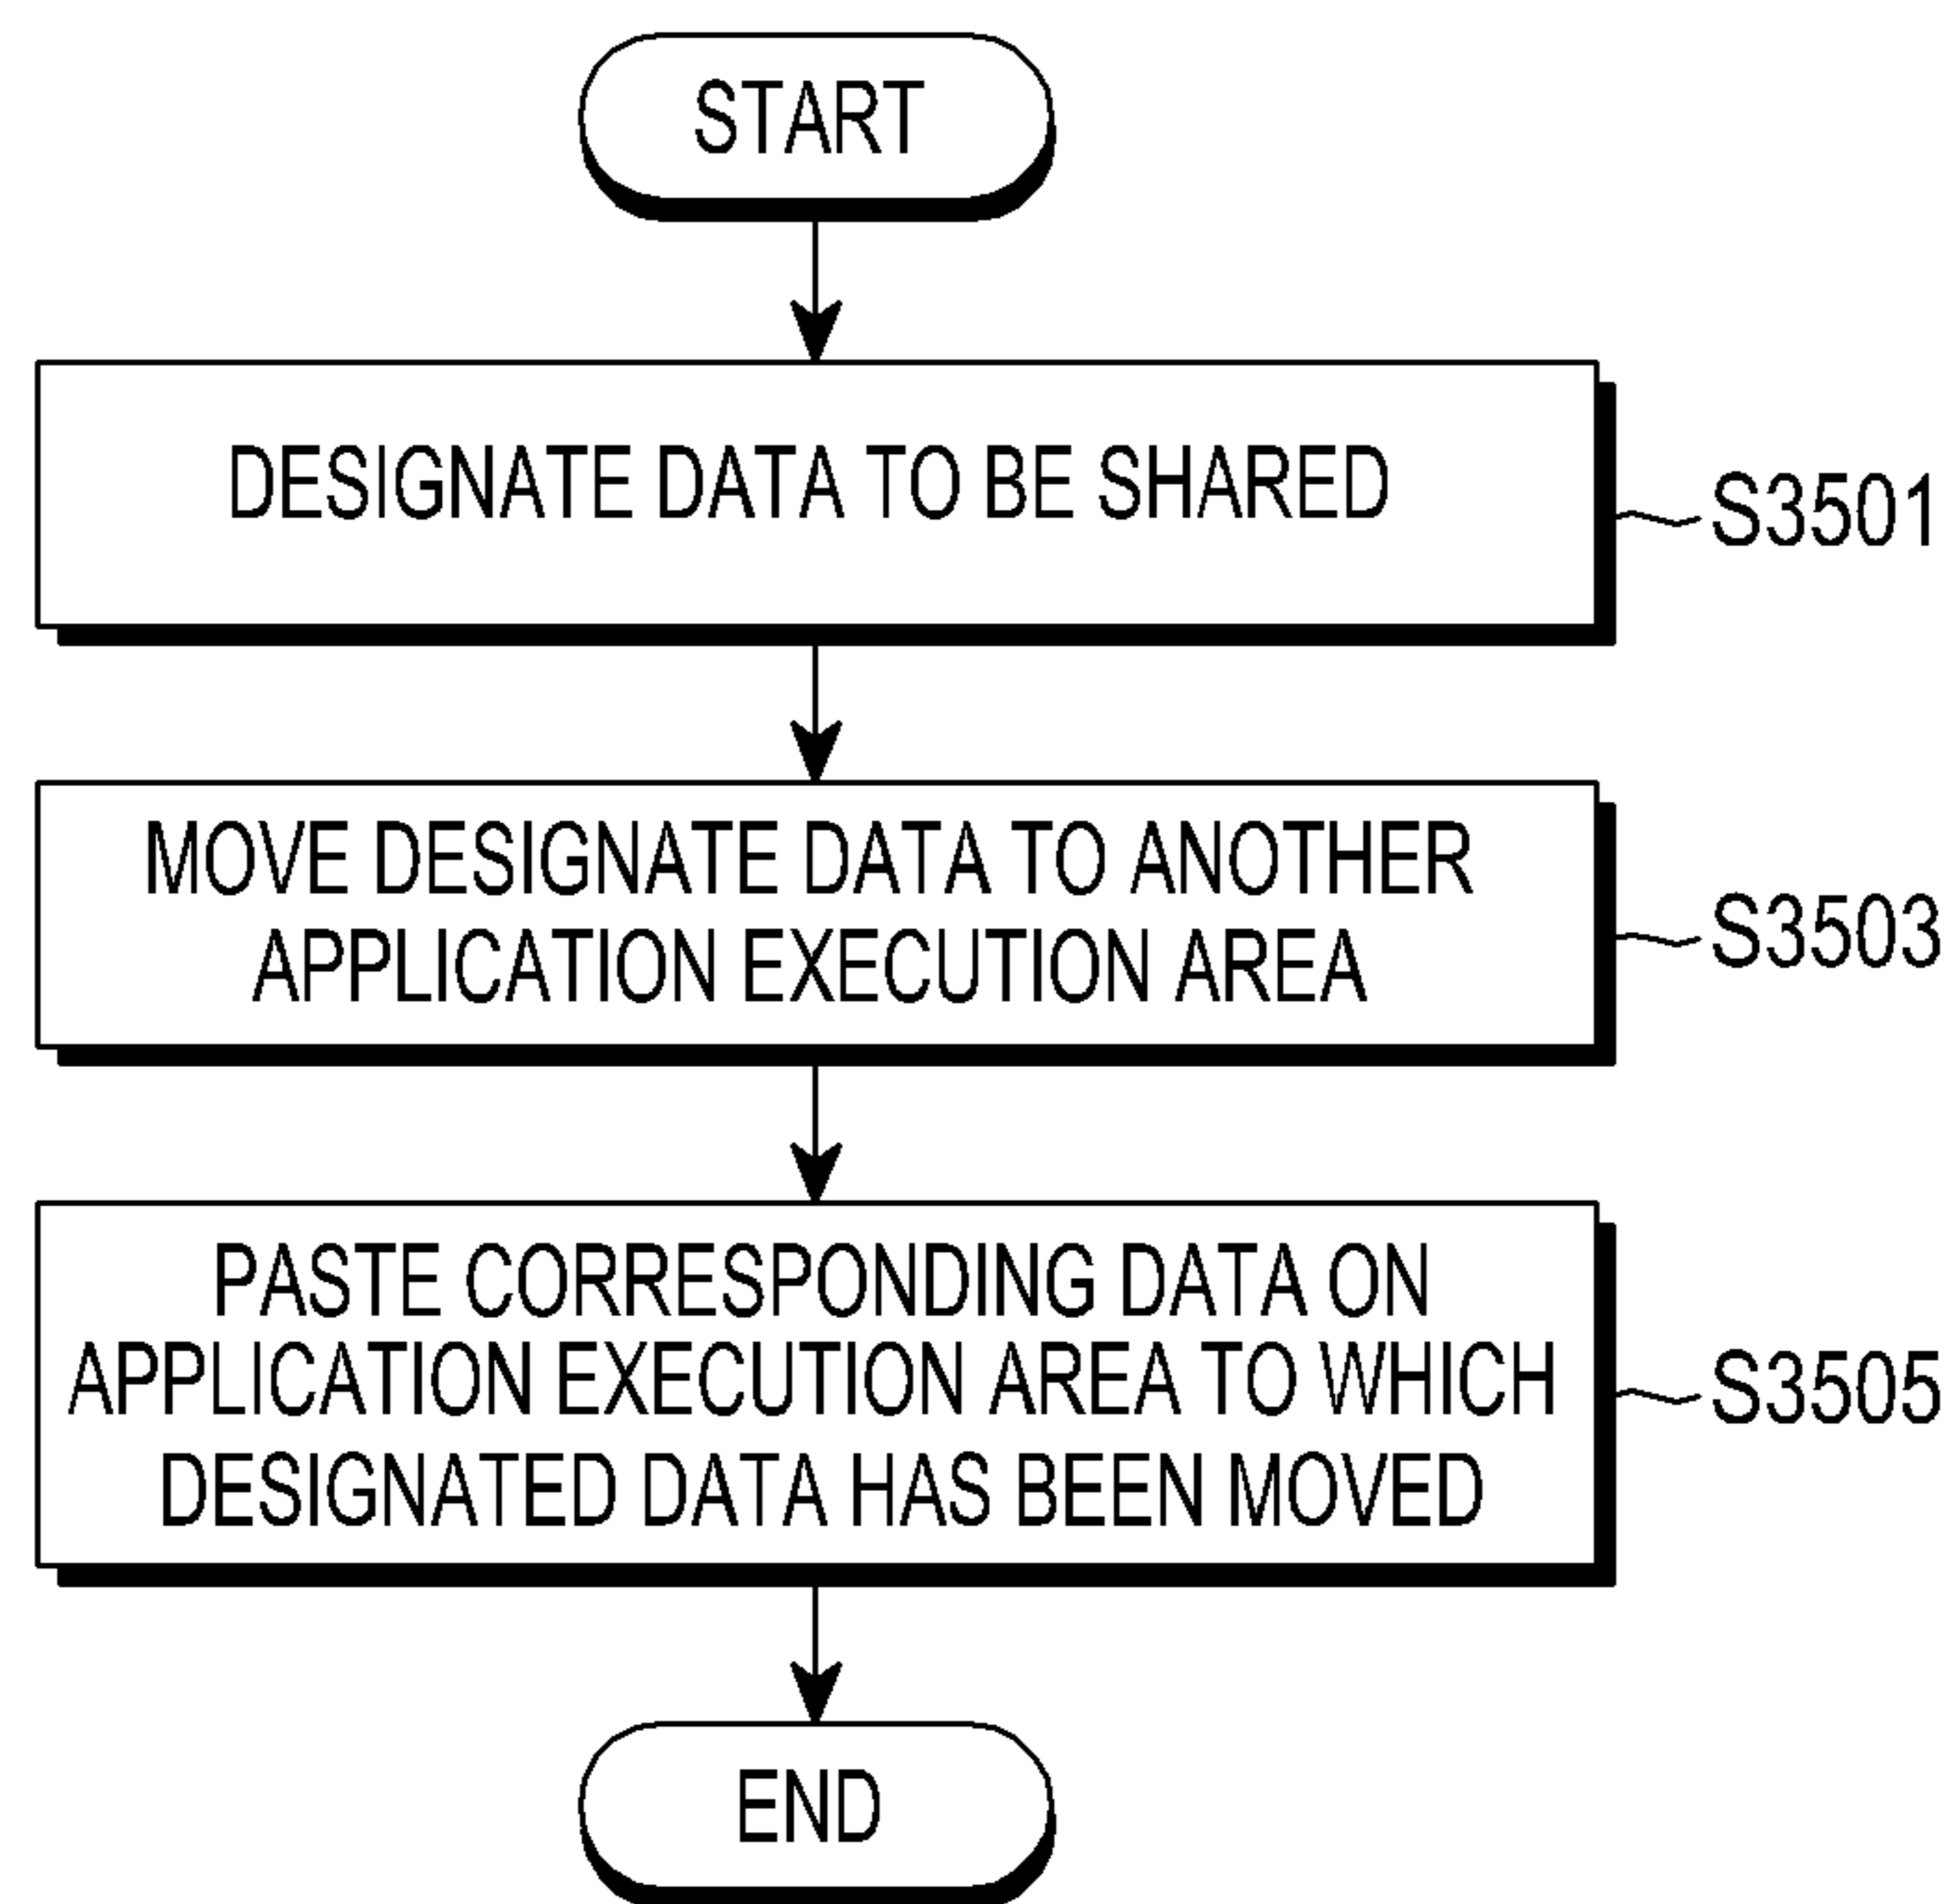 START
DESIGNATE DATA TO BE SHARED
S3501
MOVE DESIGNATE DATA TO ANOTHER
APPLICATION EXECUTION AREA
S3503
PASTE CORRESPONDING DATA ON
APPLICATION EXECUTION AREA TO WHICH
DESIGNATED DATA HAS BEEN MOVED
S3505
END